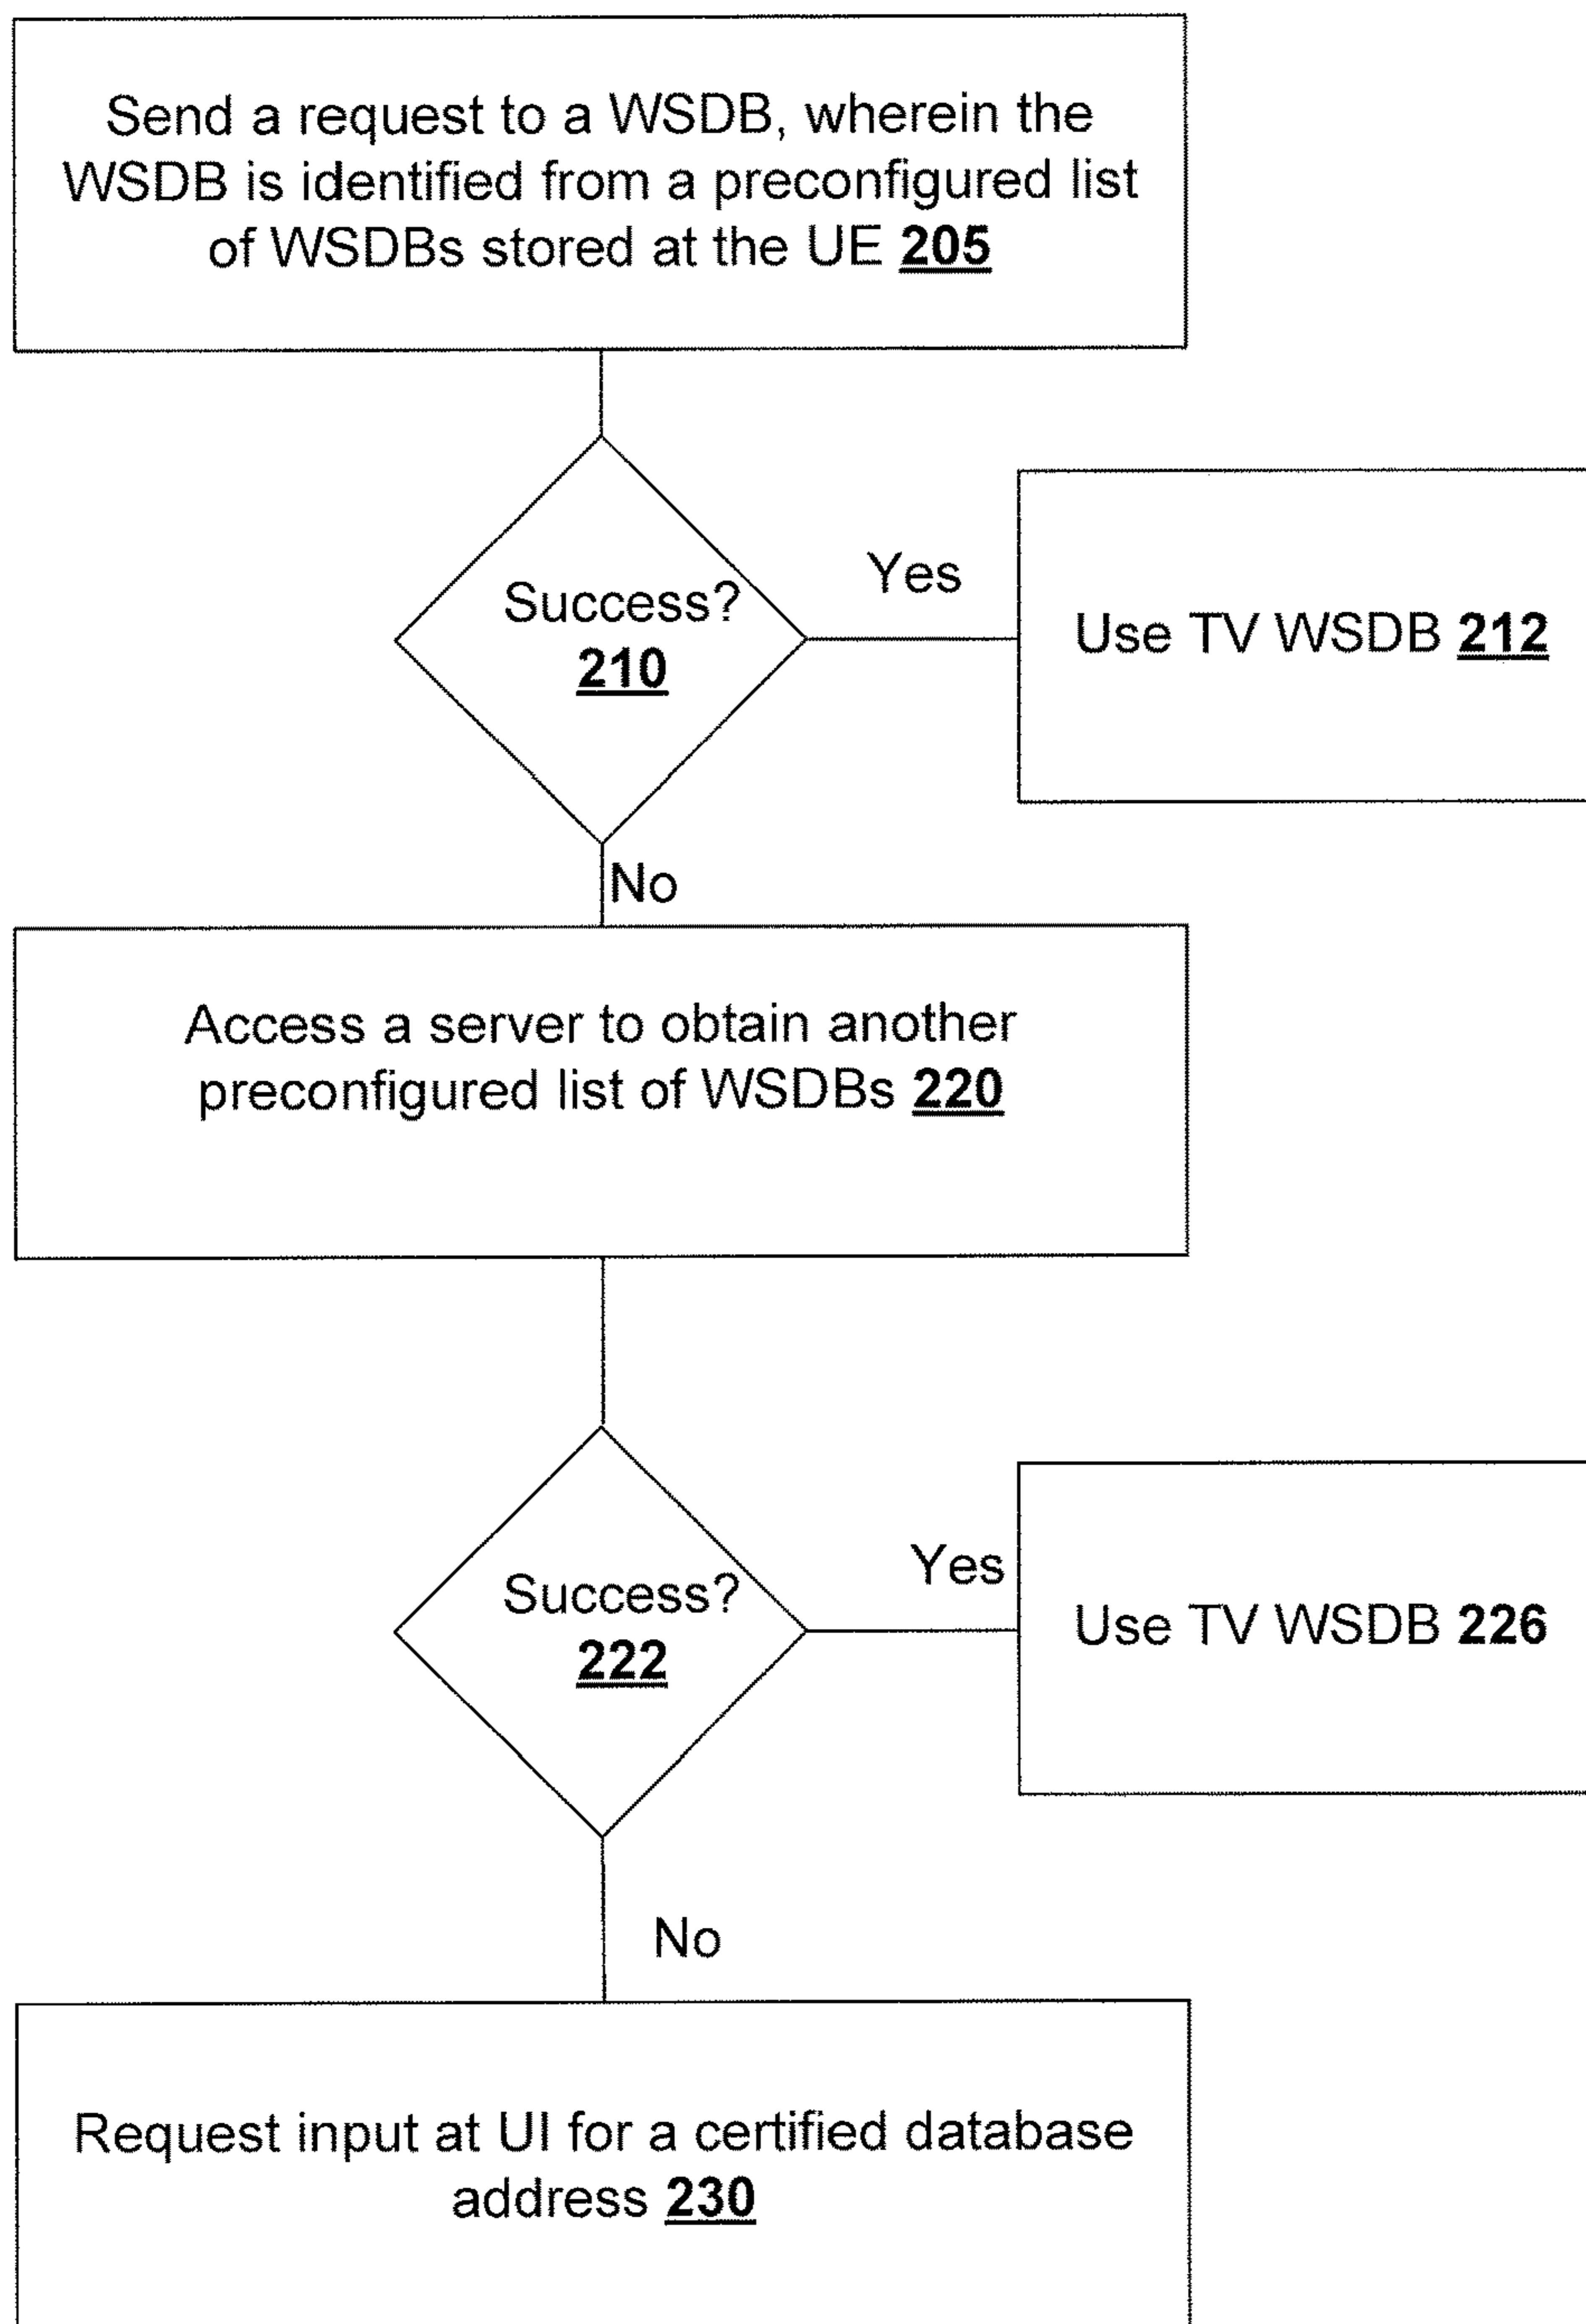 Send a request to a WSDB, wherein the
WSDB is identified from a preconfigured list
of WSDBs stored at the UE 205
Success?
210
Yes
Use TV WSDB 212
No
Access a server to obtain another
preconfigured list of WSDBs 220
Success?
222
Yes
Use TV WSDB 226
No
Request input at UI for a certified database
address 230